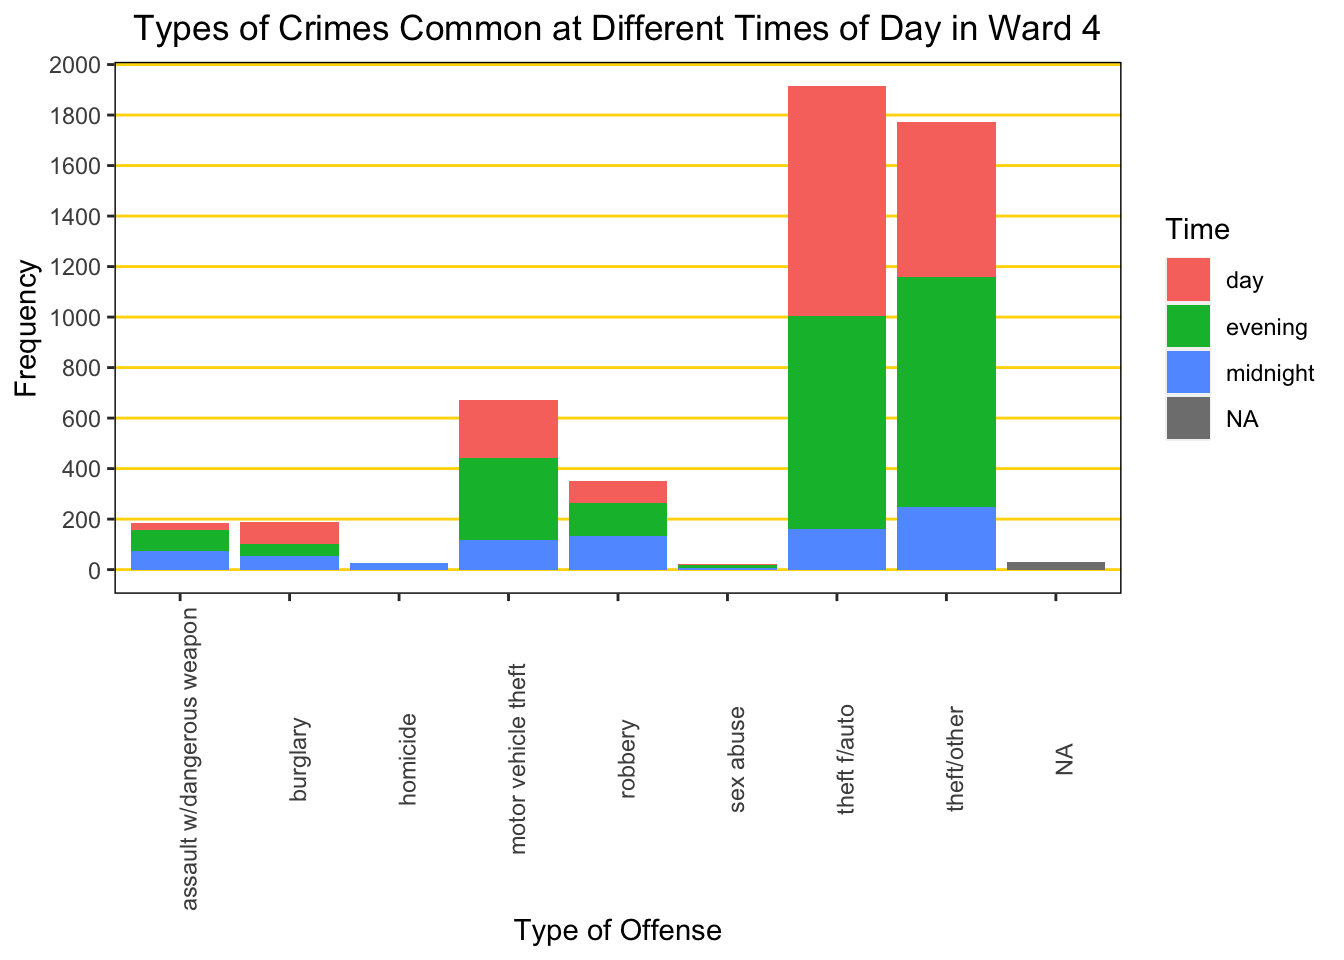 Types of Crimes Common at Different Times of Day in Ward 4
Frequency
2000
1800
1600
1400
1200
1000
800
600
400
200
0
assault w/dangerous weapon
burglary
homicide
motor vehicle theft
robbery
sex abuse
theft f/auto
theft/other
NA
Type of Offense
Time
day
evening
midnight
NA